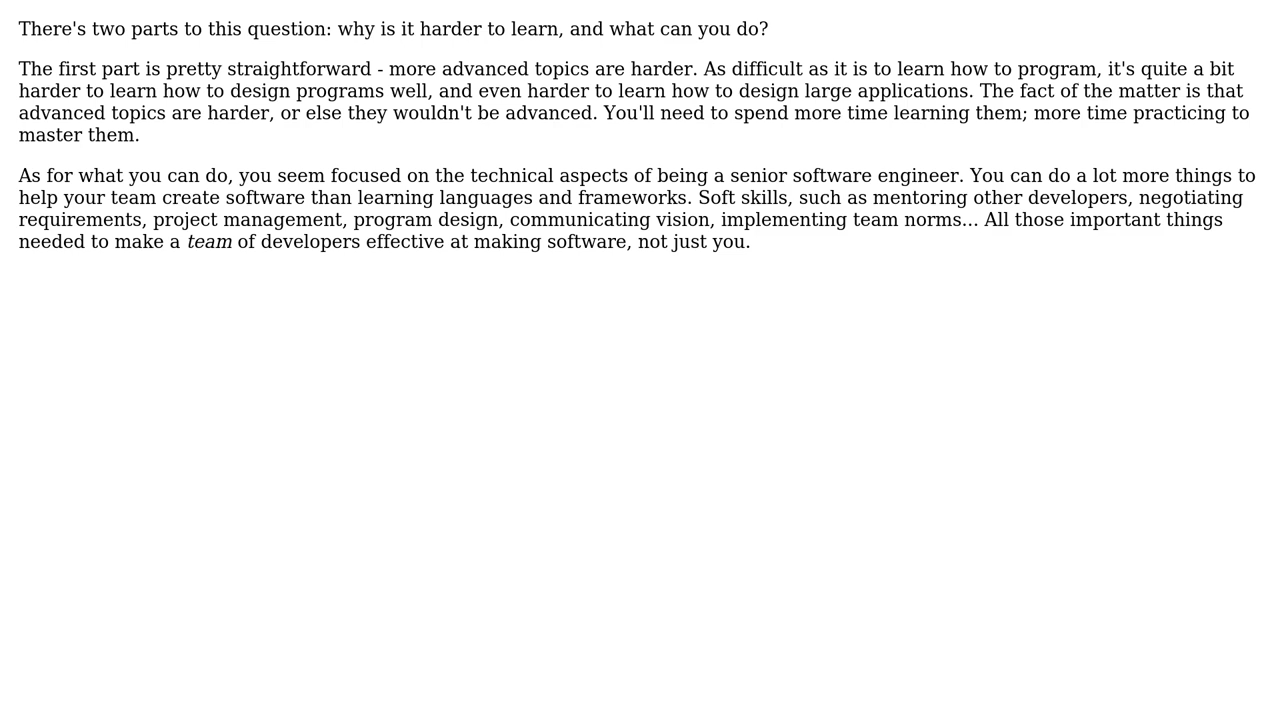 There's two parts to this question: why is it harder to learn, and what can you do?
The first part is pretty straightforward - more advanced topics are harder. As difficult as it is to learn how to program, it's quite a bit
harder to learn how to design programs well, and even harder to learn how to design large applications. The fact of the matter is that
advanced topics are harder, or else they wouldn't be advanced. You'll need to spend more time learning them; more time practicing to
master them.
As for what you can do, you seem focused on the technical aspects of being a senior software engineer. You can do a lot more things to
help your team create software than learning languages and frameworks. Soft skills, such as mentoring other developers, negotiating
requirements, project management, program design, communicating vision, implementing team norms... All those important things
needed to make a team of developers effective at making software, not just you.